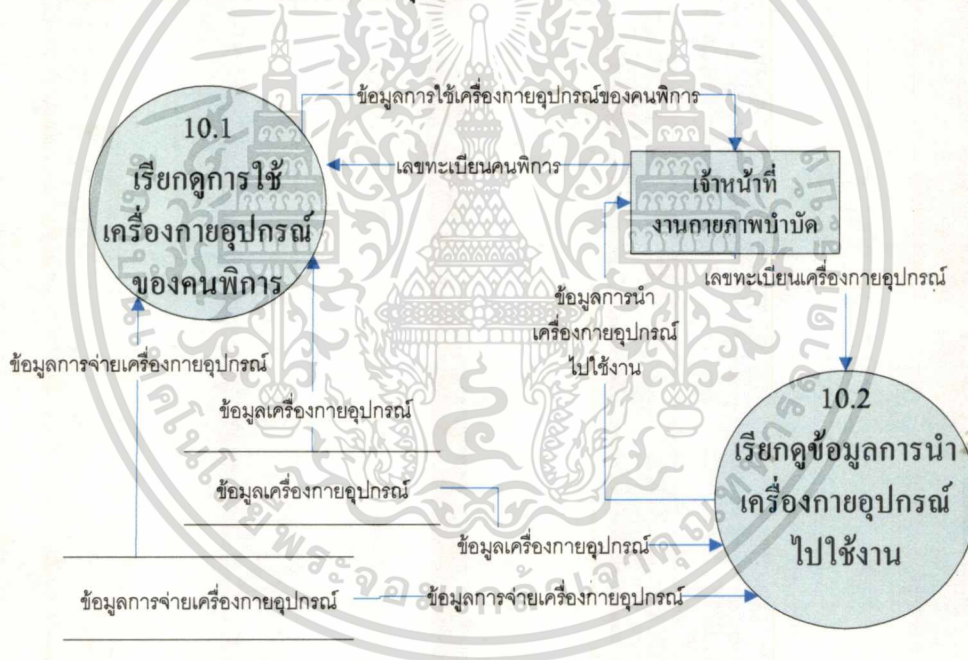 ข้อมูลการใช้เครื่องกายอุปกรณ์ของคนพิการ
10.1
เรียกดูการใช้
เครื่องกายอุปกรณ์
ของคนพิการ
เลขทะเบียนคนพิการ
เจ้าหน้าที่
งานกายภาพบำบัด
เลขทะเบียนเครื่องกายอุปกรณ์
ข้อมูลการนำ
เครื่องกายอุปกรณ์
ไปใช้งาน
ข้อมูลการจ่ายเครื่องกายอุปกรณ์
ข้อมูลเครื่องกายอุปกรณ์
10.2
เรียกดูข้อมูลการนำ
เครื่องกายอุปกรณ์
ไปใช้งาน
ข้อมูลเครื่องกายอุปกรณ์
ข้อมูลเครื่องกายอุปกรณ์
ข้อมูลการจ่ายเครื่องกายอุปกรณ์
ข้อมูลการจ่ายเครื่องกายอุปกรณ์